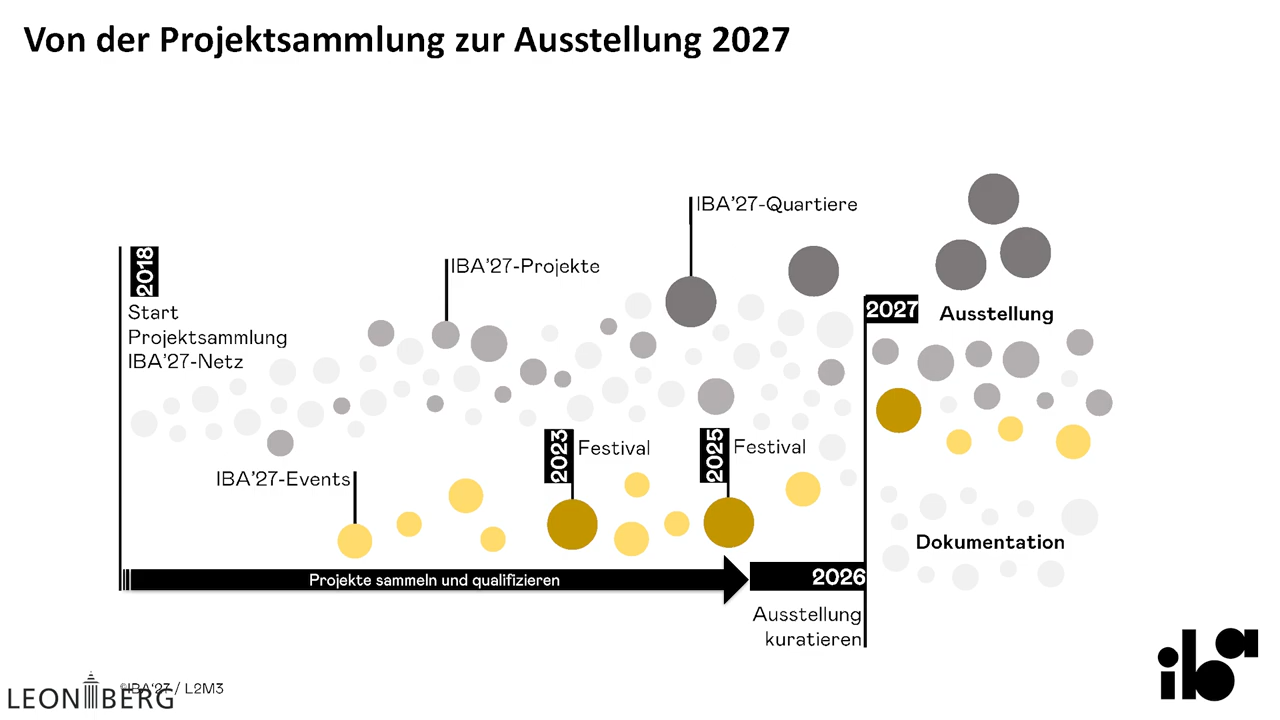 Von der Projektsammlung zur Ausstellung 2027
IBA'27-Quartiere
2018
IBA'27-Projekte
Start
Projektsammlung
IBA'27-Netz
2027
Ausstellung
2023
Festival
2025
Festival
IBA'27-Events
Dokumentation
Projekte sammeln und qualifizieren
2026
Ausstellung
kuratieren
©IBA'27 / L2M3
LEONBERG
iba